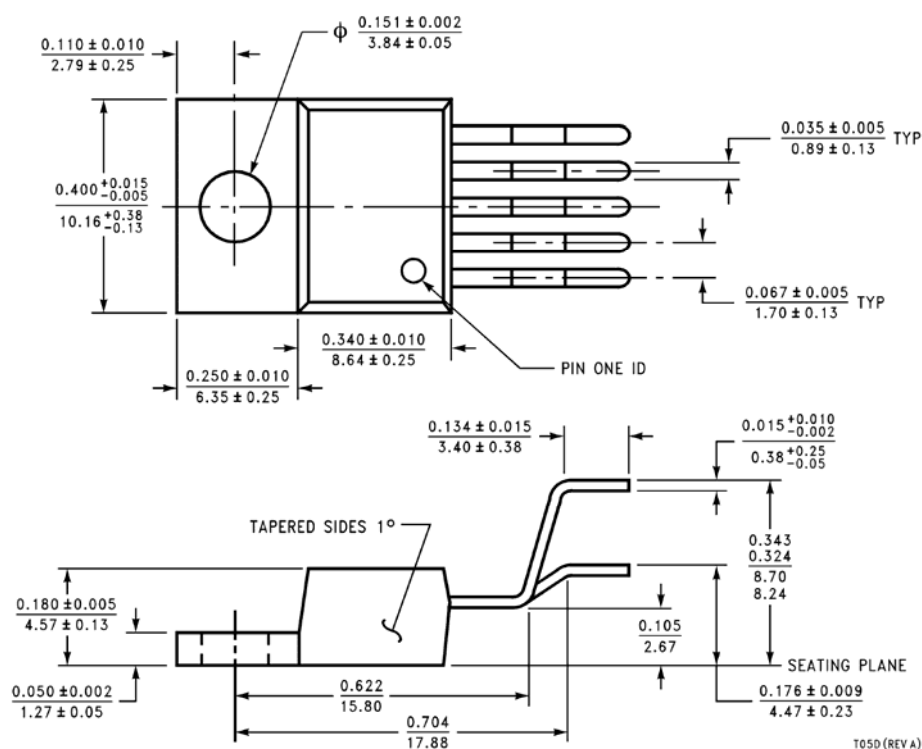 ϕ 0.151 ± 0.002
3.84 ± 0.05
0.110 ± 0.010
2.79 ± 0.25
0.035 ± 0.005 TYP
0.89 ± 0.13
0.400 +0.015 -0.005
10.16 +0.38 -0.13
0.067 ± 0.005 TYP
1.70 ± 0.13
0.340 ± 0.010
8.64 ± 0.25
PIN ONE ID
0.250 ± 0.010
6.35 ± 0.25
0.134 ± 0.015
3.40 ± 0.38
0.015 +0.010 -0.002
0.38 +0.25 -0.05
TAPERED SIDES 1°
0.343
0.324
8.70
8.24
0.180 ± 0.005
4.57 ± 0.13
0.105
2.67
SEATING PLANE
0.050 ± 0.002
1.27 ± 0.05
0.622
15.80
0.176 ± 0.009
4.47 ± 0.23
0.704
17.88
T05D (REV A)